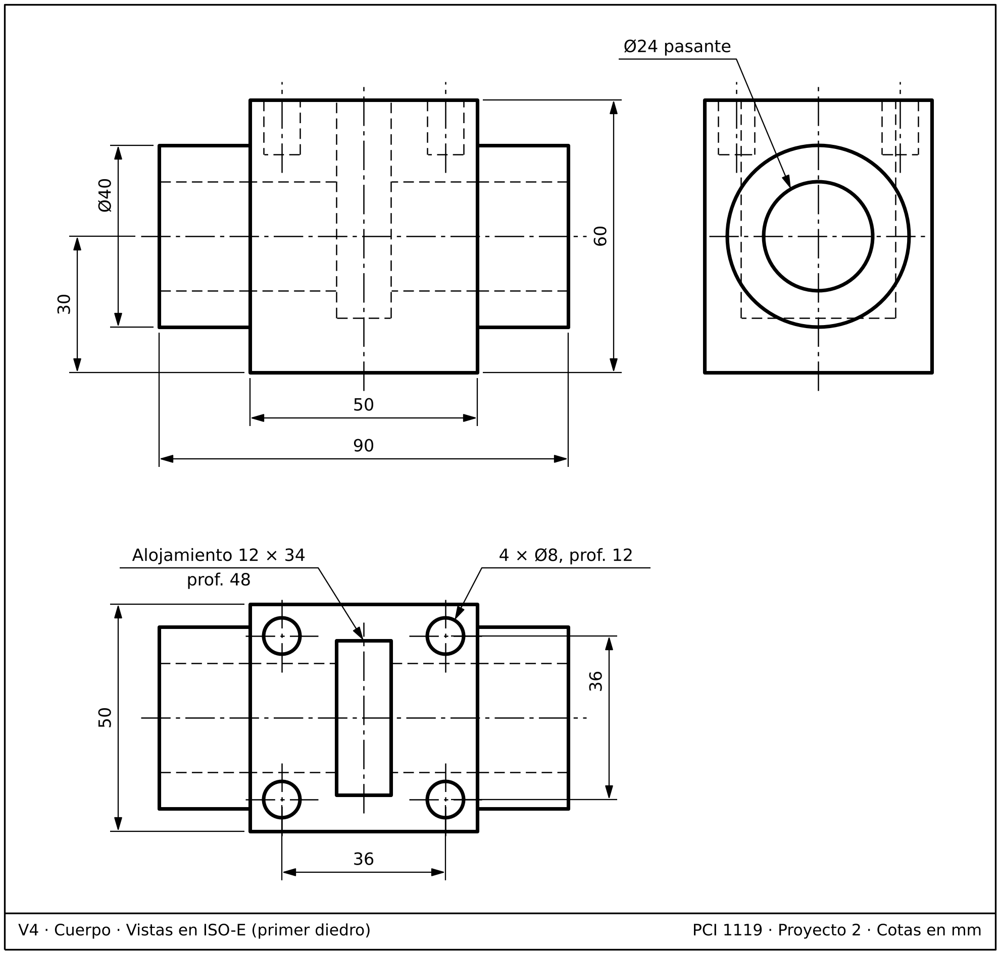 Ø24 pasante
Ø40
30
60
50
90
Alojamiento 12 × 34
prof. 48
4 × Ø8, prof. 12
50
36
36
V4 · Cuerpo · Vistas en ISO-E (primer diedro)
PCI 1119 · Proyecto 2 · Cotas en mm